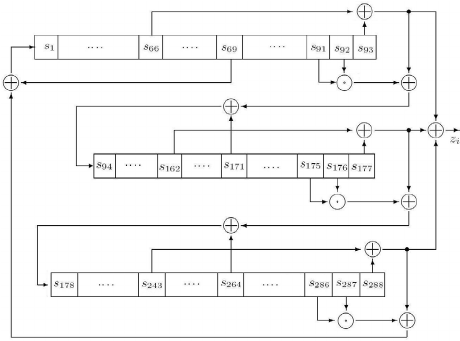 s₁ .... s₆₆ .... s₆₉ .... s₉₁ s₉₂ s₉₃
zᵢ
s₉₄ .... s₁₆₂ .... s₁₇₁ .... s₁₇₅ s₁₇₆ s₁₇₇
s₁₇₈ .... s₂₄₃ .... s₂₆₄ .... s₂₈₆ s₂₈₇ s₂₈₈